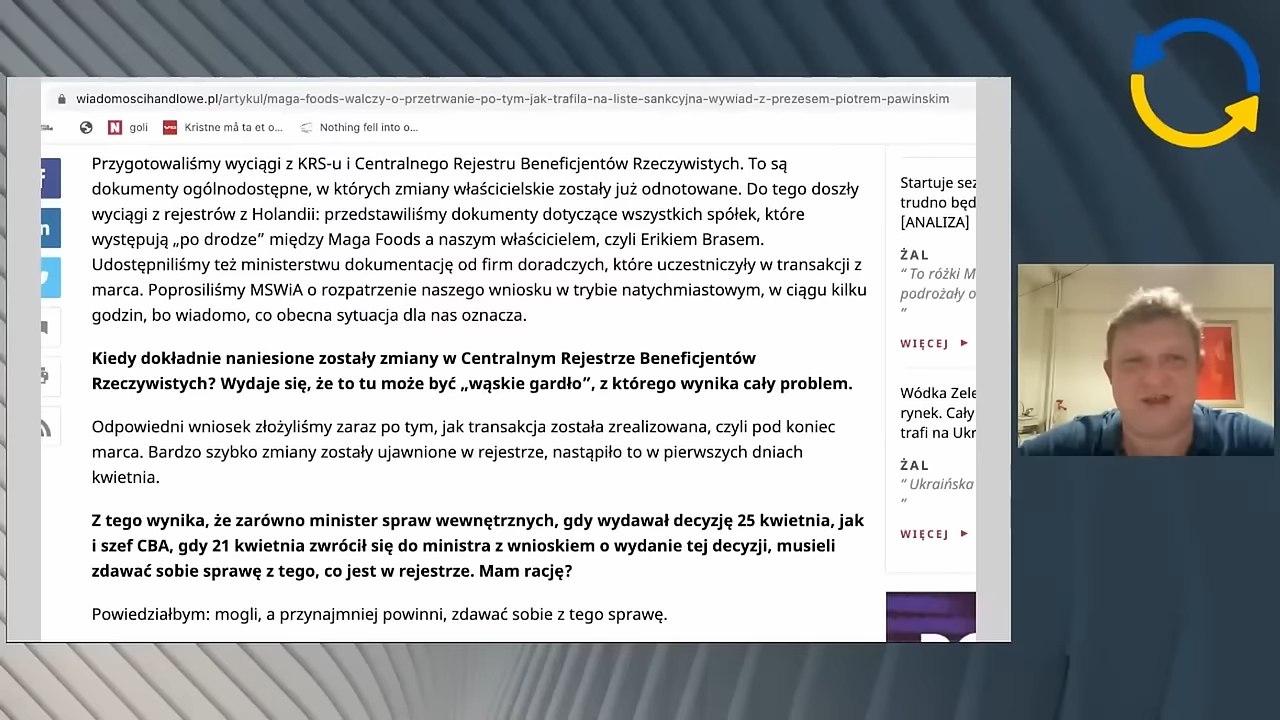 wiadomoscihandlowe.pl/artykul/maga-foods-walczy-o-przetrwanie-po-tym-jak-trafila-na-liste-sankcyjna-wywiad-z-prezesem-piotrem-pawinskim
goli
Kristne må ta et o...
Nothing fell into o...
Przygotowaliśmy wyciągi z KRS-u i Centralnego Rejestru Beneficjentów Rzeczywistych. To są
dokumenty ogólnodostępne, w których zmiany właścicielskie zostały już odnotowane. Do tego doszły
wyciągi z rejestrów z Holandii: przedstawiliśmy dokumenty dotyczące wszystkich spółek, które
występują „po drodze” między Maga Foods a naszym właścicielem, czyli Erikiem Brasem.
Udostępniliśmy też ministerstwu dokumentację od firm doradczych, które uczestniczyły w transakcji z
marca. Poprosiliśmy MSWiA o rozpatrzenie naszego wniosku w trybie natychmiastowym, w ciągu kilku
godzin, bo wiadomo, co obecna sytuacja dla nas oznacza.
Kiedy dokładnie naniesione zostały zmiany w Centralnym Rejestrze Beneficjentów
Rzeczywistych? Wydaje się, że to tu może być „wąskie gardło”, z którego wynika cały problem.
Odpowiedni wniosek złożyliśmy zaraz po tym, jak transakcja została zrealizowana, czyli pod koniec
marca. Bardzo szybko zmiany zostały ujawnione w rejestrze, nastąpiło to w pierwszych dniach
kwietnia.
Z tego wynika, że zarówno minister spraw wewnętrznych, gdy wydawał decyzję 25 kwietnia, jak
i szef CBA, gdy 21 kwietnia zwrócił się do ministra z wnioskiem o wydanie tej decyzji, musieli
zdawać sobie sprawę z tego, co jest w rejestrze. Mam rację?
Powiedziałbym: mogli, a przynajmniej powinni, zdawać sobie z tego sprawę.
Startuje sez
trudno będ
[ANALIZA]
ŻAL
“ To różki M
podrożały o
”
WIĘCEJ
Wódka Zele
rynek. Cały
trafi na Ukr
ŻAL
“ Ukraińska
”
WIĘCEJ